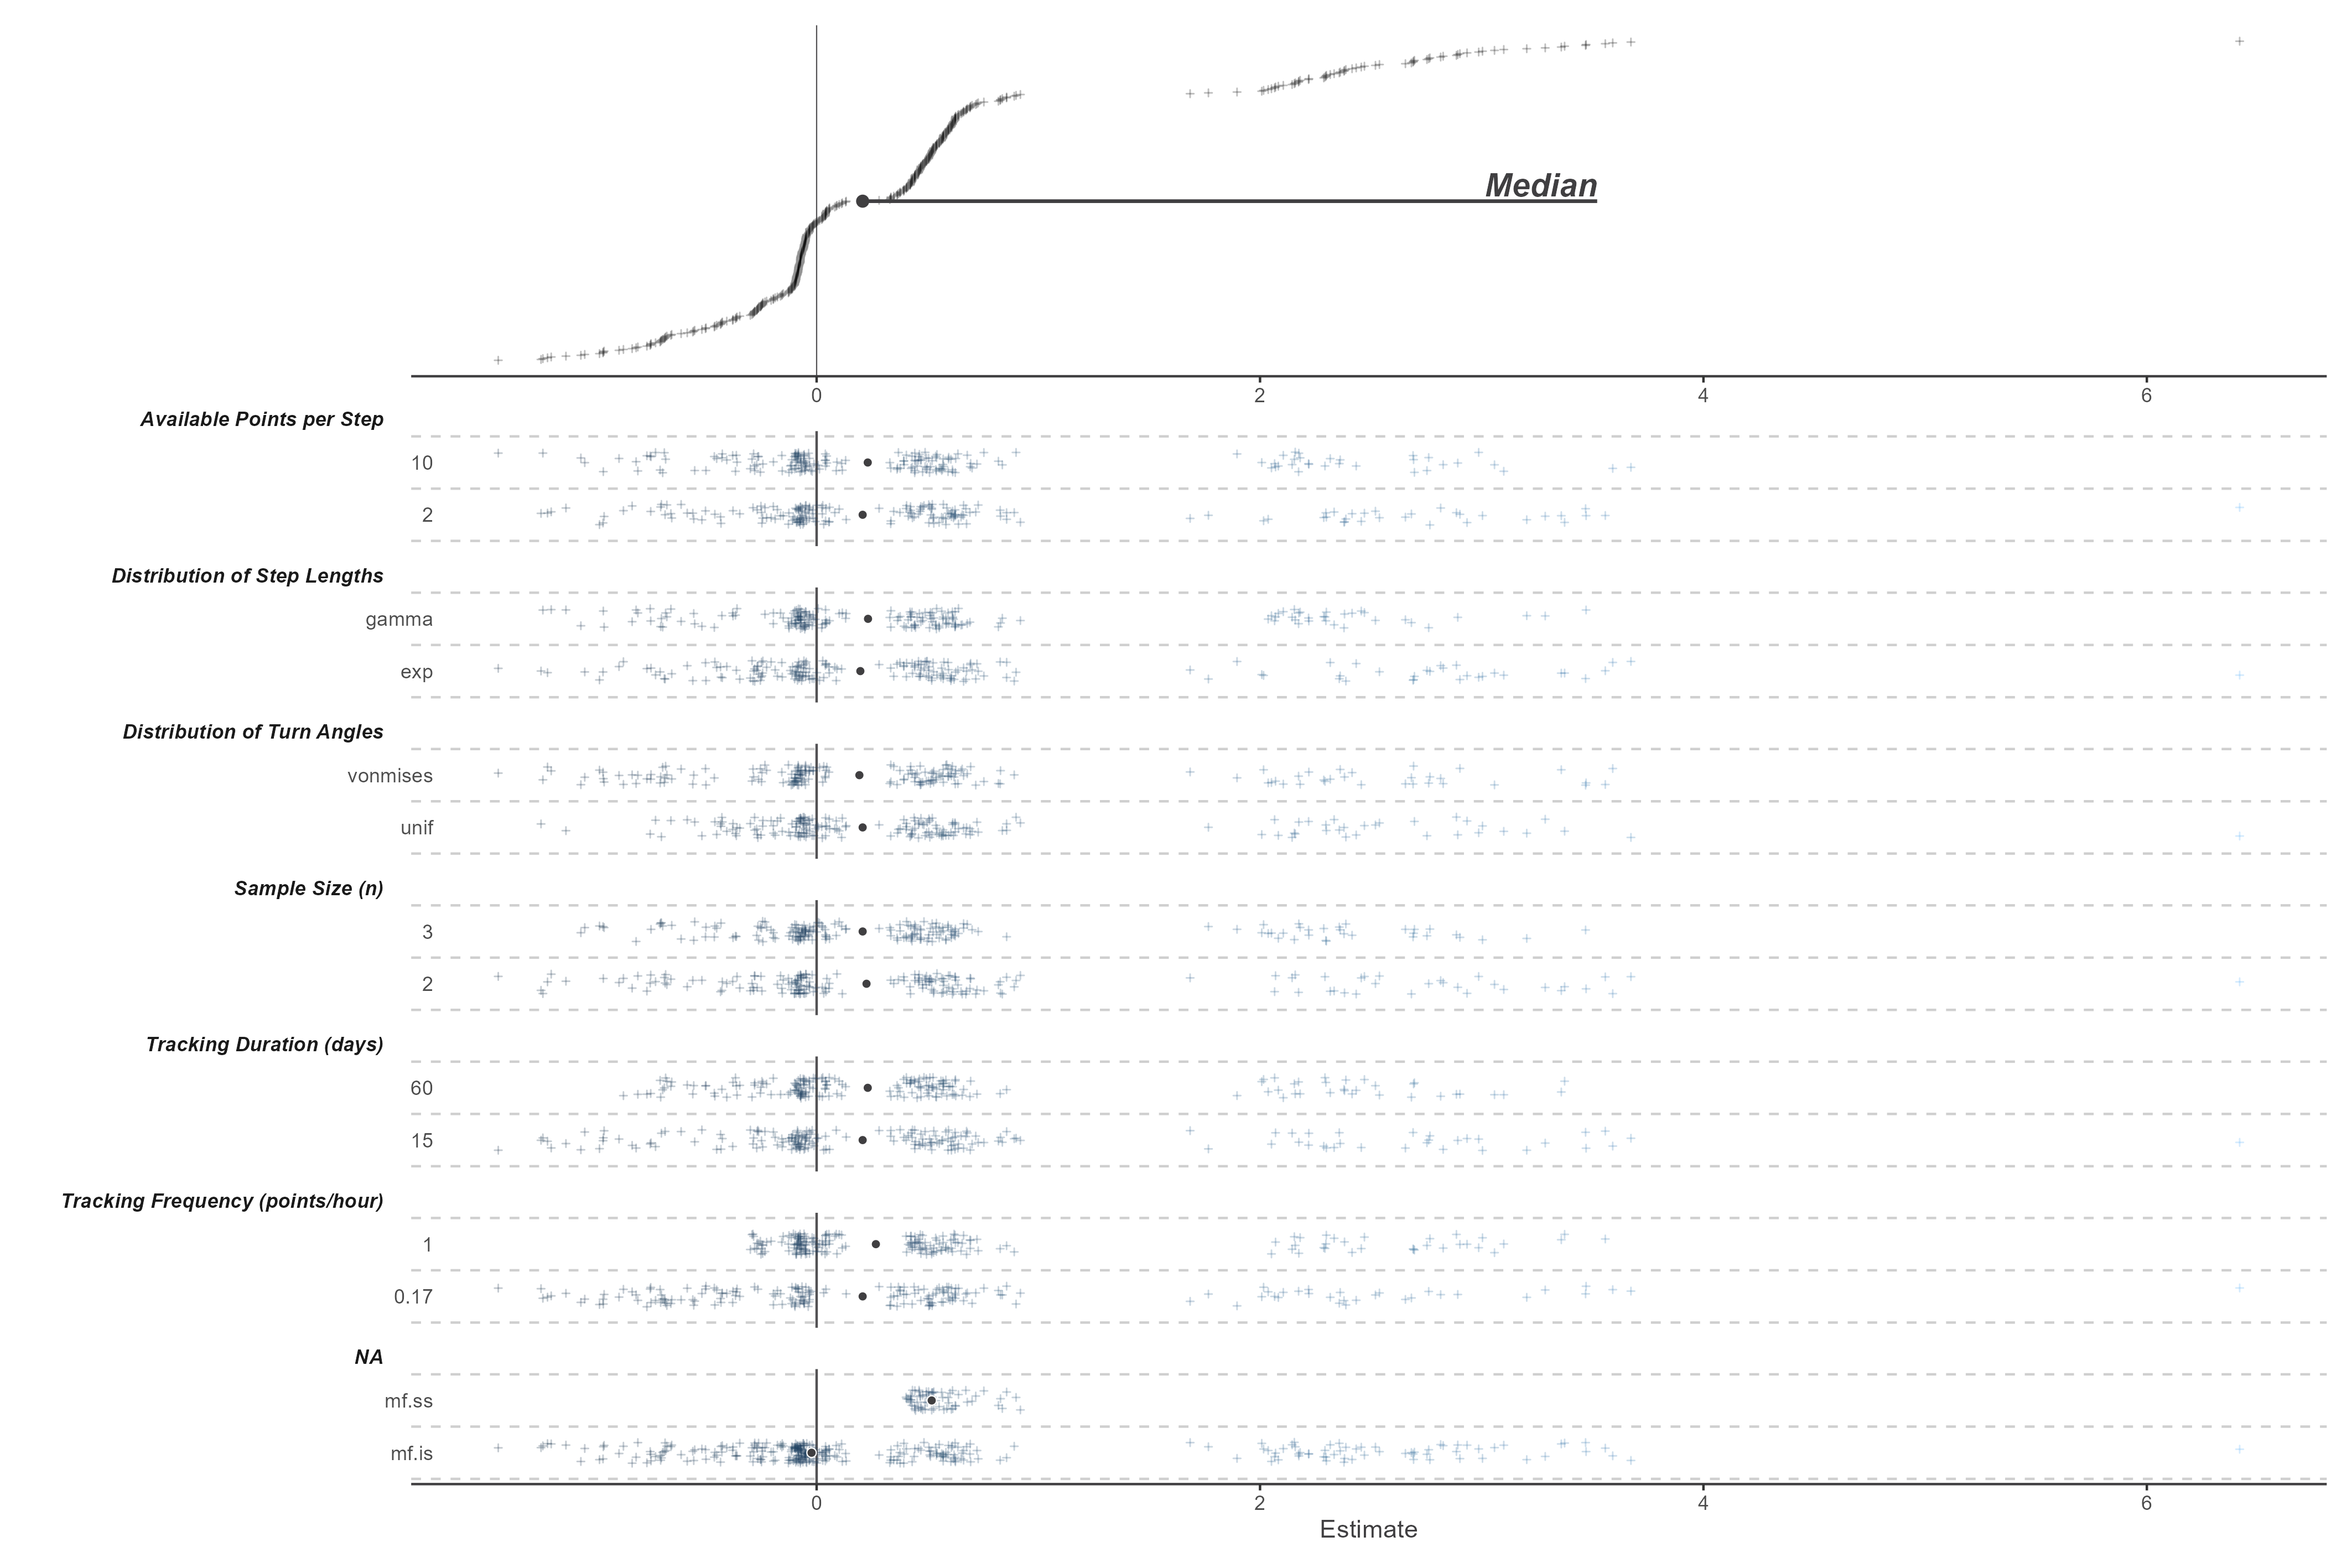 Median
0 2 4 6
Available Points per Step
10
2
Distribution of Step Lengths
gamma
exp
Distribution of Turn Angles
vonmises
unif
Sample Size (n)
3
2
Tracking Duration (days)
60
15
Tracking Frequency (points/hour)
1
0.17
NA
mf.ss
mf.is
0 2 4 6
Estimate